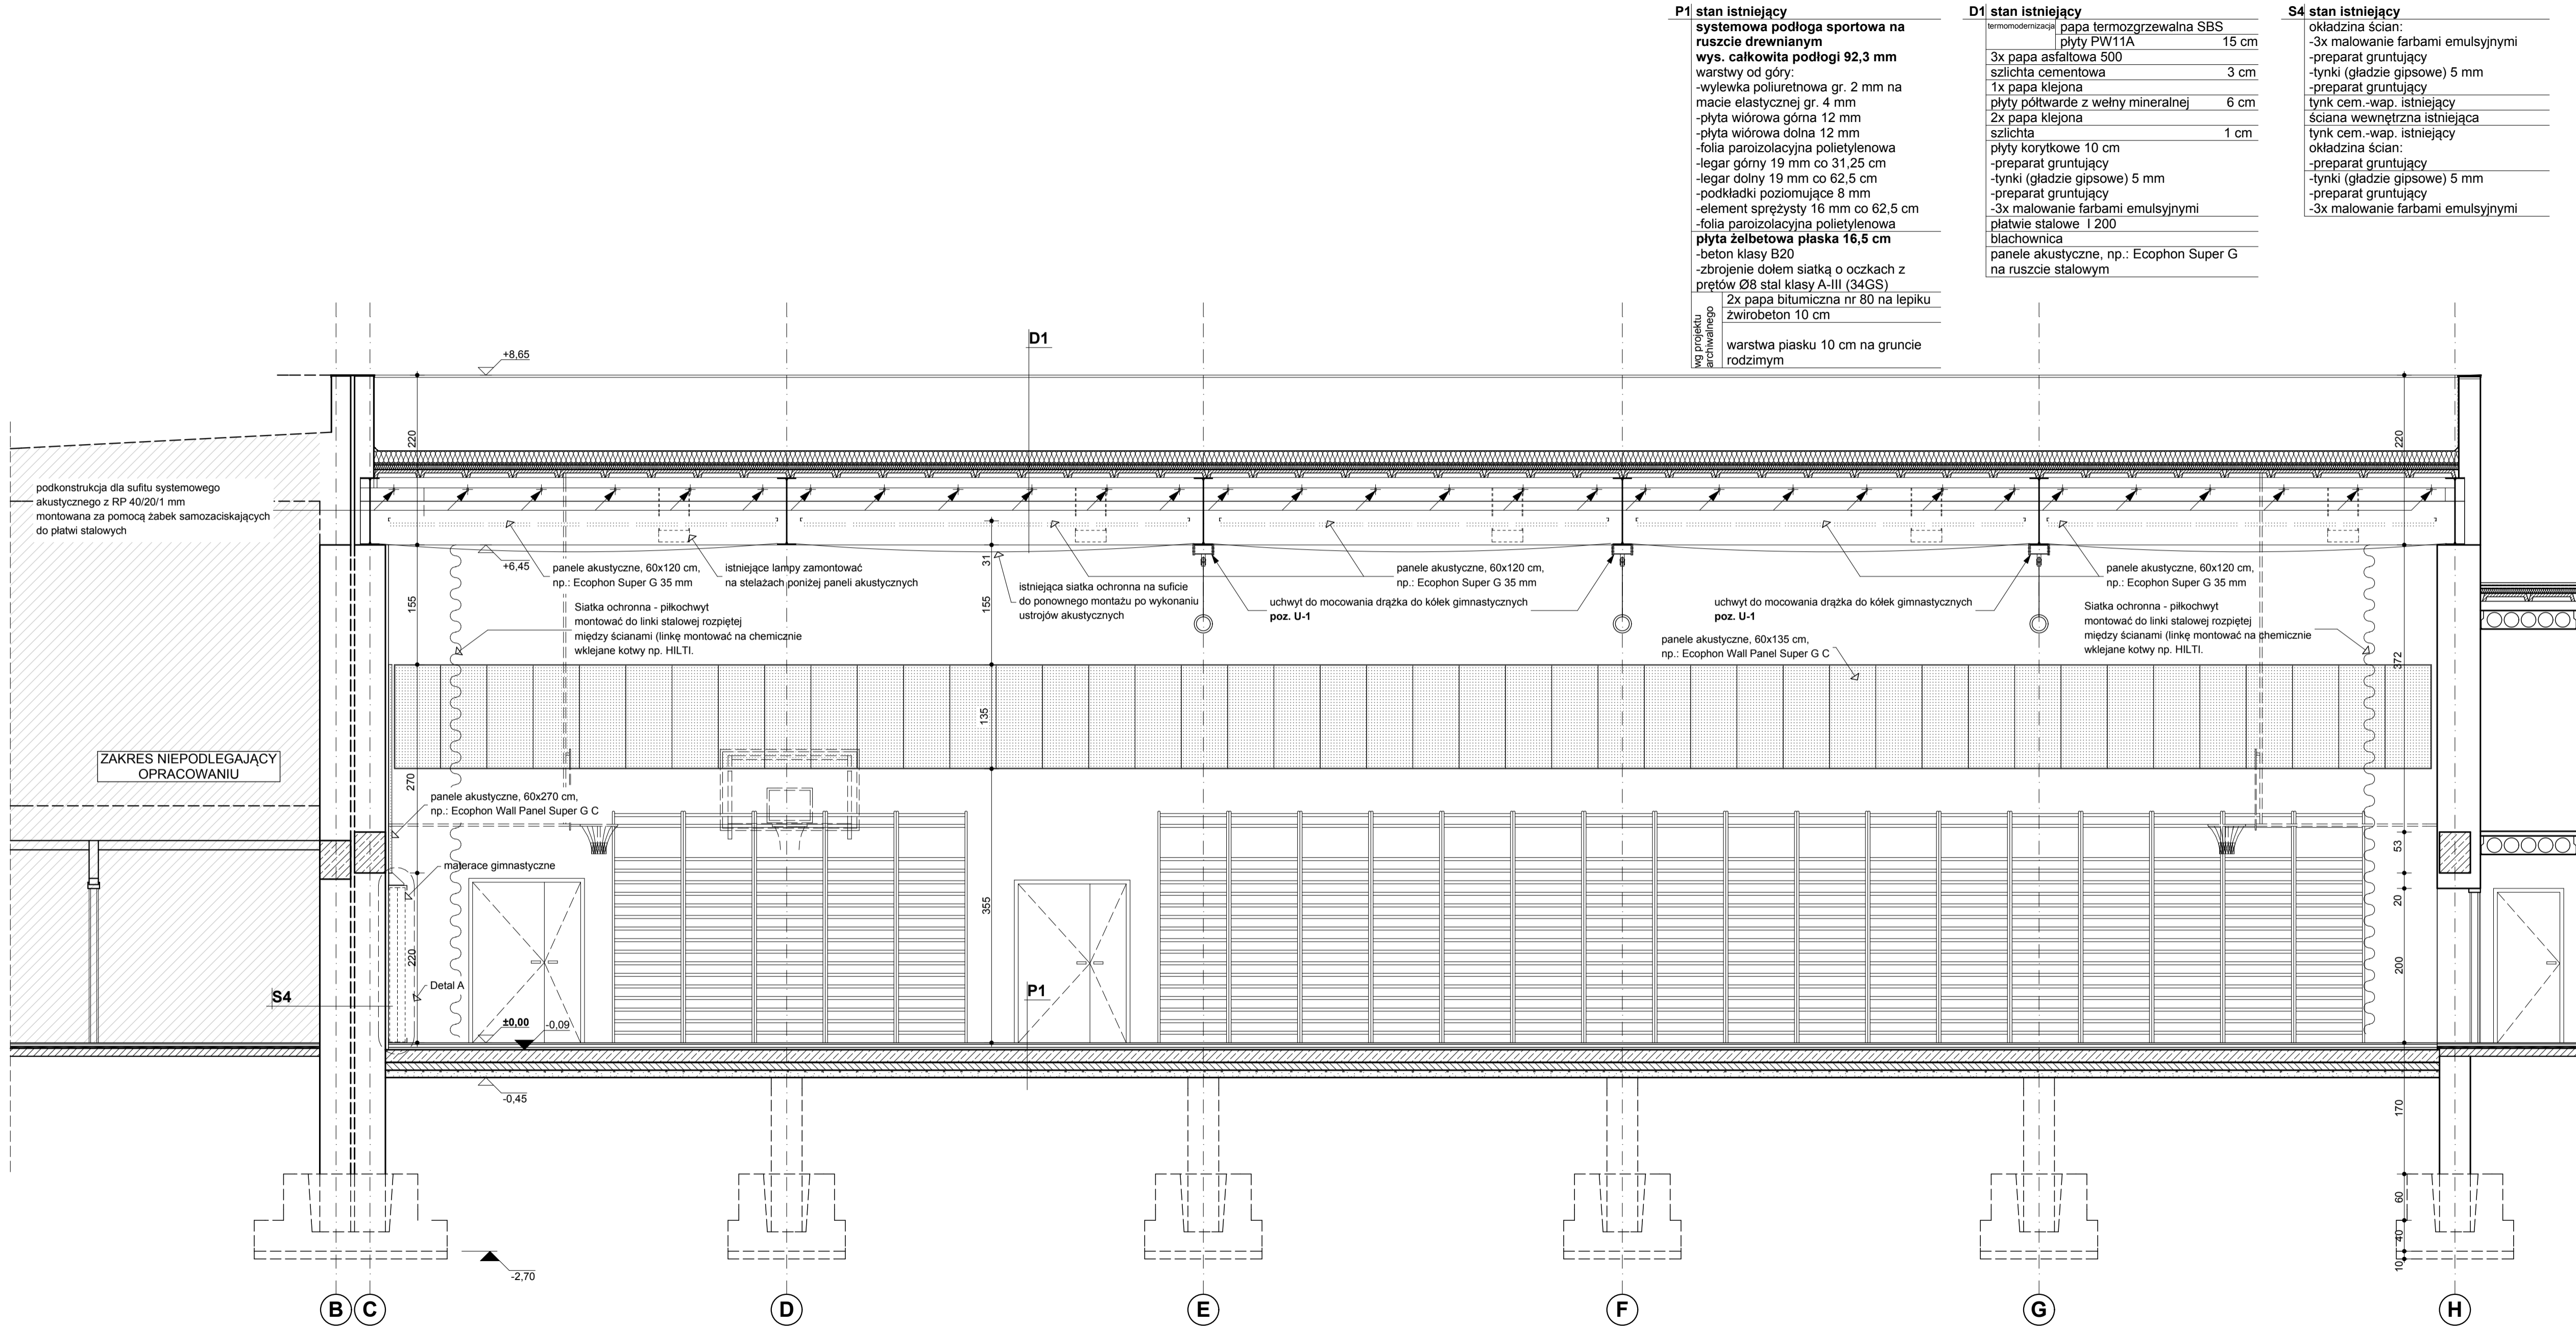 P1 stan istniejący
systemowa podłoga sportowa na
ruszcie drewnianym
wys. całkowita podłogi 92,3 mm
warstwy od góry:
-wylewka poliuretnowa gr. 2 mm na
macie elastycznej gr. 4 mm
-płyta wiórowa górna 12 mm
-płyta wiórowa dolna 12 mm
-folia paroizolacyjna polietylenowa
-legar górny 19 mm co 31,25 cm
-legar dolny 19 mm co 62,5 cm
-podkładki poziomujące 8 mm
-element sprężysty 16 mm co 62,5 cm
-folia paroizolacyjna polietylenowa
płyta żelbetowa płaska 16,5 cm
-beton klasy B20
-zbrojenie dołem siatką o oczkach z
prętów Ø8 stal klasy A-III (34GS)
wg projektu
archiwalnego
2x papa bitumiczna nr 80 na lepiku
żwirobeton 10 cm
warstwa piasku 10 cm na gruncie
rodzimym
D1 stan istniejący
termomodernizacja papa termozgrzewalna SBS
płyty PW11A 15 cm
3x papa asfaltowa 500
szlichta cementowa 3 cm
1x papa klejona
płyty półtwarde z wełny mineralnej 6 cm
2x papa klejona
szlichta 1 cm
płyty korytkowe 10 cm
-preparat gruntujący
-tynki (gładzie gipsowe) 5 mm
-preparat gruntujący
-3x malowanie farbami emulsyjnymi
płatwie stalowe I 200
blachownica
panele akustyczne, np.: Ecophon Super G
na ruszcie stalowym
S4 stan istniejący
okładzina ścian:
-3x malowanie farbami emulsyjnymi
-preparat gruntujący
-tynki (gładzie gipsowe) 5 mm
-preparat gruntujący
tynk cem.-wap. istniejący
ściana wewnętrzna istniejąca
tynk cem.-wap. istniejący
okładzina ścian:
-preparat gruntujący
-tynki (gładzie gipsowe) 5 mm
-preparat gruntujący
-3x malowanie farbami emulsyjnymi
D1
+8,65
220
220
podkonstrukcja dla sufitu systemowego
akustycznego z RP 40/20/1 mm
montowana za pomocą żabek samozaciskających
do płatwi stalowych
+6,45
31
155
155
372
panele akustyczne, 60x120 cm,
np.: Ecophon Super G 35 mm
istniejące lampy zamontować
na stelażach poniżej paneli akustycznych
istniejąca siatka ochronna na suficie
do ponownego montażu po wykonaniu
ustrojów akustycznych
panele akustyczne, 60x120 cm,
np.: Ecophon Super G 35 mm
uchwyt do mocowania drążka do kółek gimnastycznych
poz. U-1
uchwyt do mocowania drążka do kółek gimnastycznych
poz. U-1
panele akustyczne, 60x120 cm,
np.: Ecophon Super G 35 mm
Siatka ochronna - piłkochwyt
montować do linki stalowej rozpiętej
między ścianami (linkę montować na chemicznie
wklejane kotwy np. HILTI.
panele akustyczne, 60x135 cm,
np.: Ecophon Wall Panel Super G C
Siatka ochronna - piłkochwyt
montować do linki stalowej rozpiętej
między ścianami (linkę montować na chemicznie
wklejane kotwy np. HILTI.
135
ZAKRES NIEPODLEGAJĄCY
OPRACOWANIU
270
panele akustyczne, 60x270 cm,
np.: Ecophon Wall Panel Super G C
materace gimnastyczne
53
20
355
220
200
Detal A
S4
P1
±0,00
-0,09
-0,45
170
60
40
10
-2,70
B
C
D
E
F
G
H